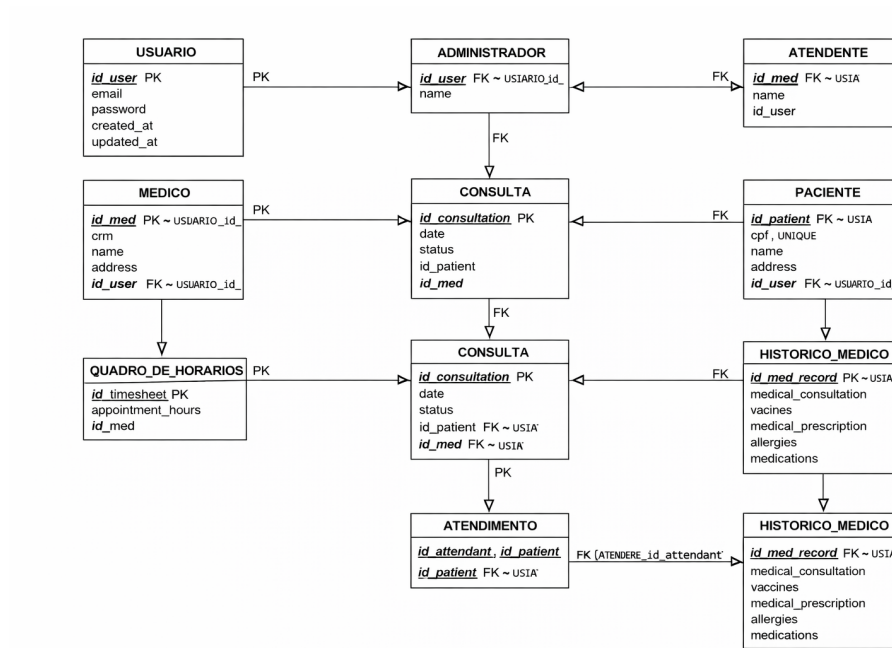 USUARIO
id_user PK
email
password
created_at
updated_at
PK
ADMINISTRADOR
id_user FK ~ USIARIO_id_
name
FK
ATENDENTE
id_med FK ~ USIA
name
id_user
FK
MEDICO
id_med PK ~ USUARIO_id_
crm
name
address
id_user FK ~ USUARIO_id_
PK
CONSULTA
id_consultation PK
date
status
id_patient
id_med
FK
PACIENTE
id_patient PK ~ USIA
cpf , UNIQUE
name
address
id_user FK ~ USUARIO_id
FK
QUADRO_DE_HORARIOS
id_timesheet PK
appointment_hours
id_med
PK
CONSULTA
id_consultation PK
date
status
id_patient FK ~ USIA
id_med FK ~ USIA
FK
HISTORICO_MEDICO
id_med_record PK ~ USIA
medical_consultation
vacines
medical_prescription
allergies
medications
PK
ATENDIMENTO
id_attendant, id_patient
id_patient FK ~ USIA
FK [ATENDERE_id_attendant
HISTORICO_MEDICO
id_med_record FK ~ USIA
medical_consultation
vaccines
medical_prescription
allergies
medications